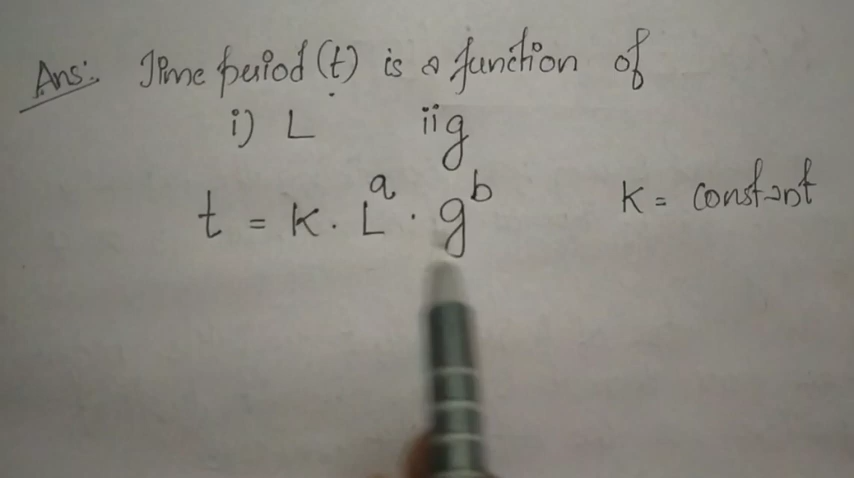 Ans: Time period (t) is a function of
i) L ii g
t = K . L^a . g^b K = constant